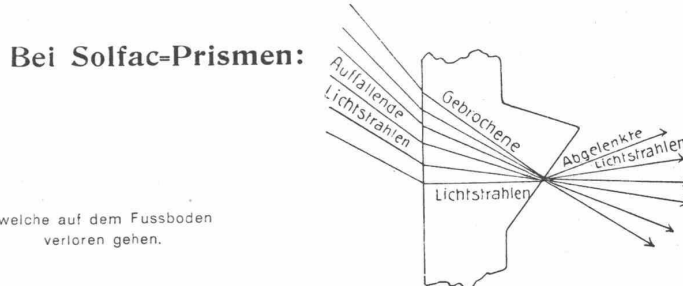 Bei Solfac=Prismen:
Auffallende
Lichtstrahlen
Gebrochene
Lichtstrahlen
Abgelenkte
Lichtstrahlen
welche auf dem Fussboden
verloren gehen.